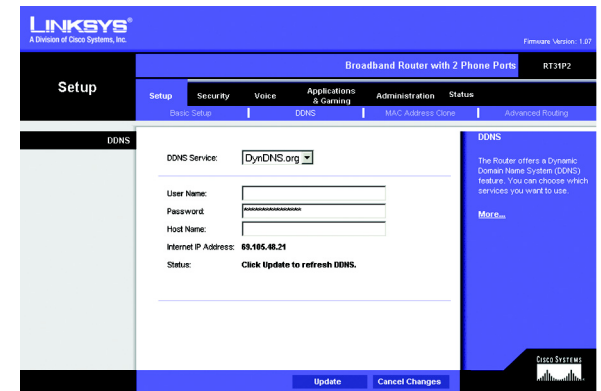 LINKSYS®
A Division of Cisco Systems, Inc.
Firmware Version: 1.07
Broadband Router with 2 Phone Ports RT31P2
Setup
Setup Security Voice Applications & Gaming Administration Status
Basic Setup DDNS MAC Address Clone Advanced Routing
DDNS
DDNS Service: DynDNS.org
User Name:
Password: ****************
Host Name:
Internet IP Address: 69.105.48.21
Status: Click Update to refresh DDNS.
DDNS
The Router offers a Dynamic
Domain Name System (DDNS)
feature. You can choose which
services you want to use.
More...
Update Cancel Changes
CISCO SYSTEMS